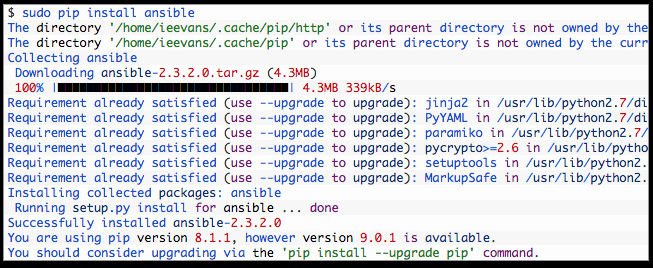 $ sudo pip install ansible
The directory '/home/ieevans/.cache/pip/http' or its parent directory is not owned by the
The directory '/home/ieevans/.cache/pip' or its parent directory is not owned by the curr
Collecting ansible
Downloading ansible-2.3.2.0.tar.gz (4.3MB)
100% | | 4.3MB 339kB/s
Requirement already satisfied (use --upgrade to upgrade): jinja2 in /usr/lib/python2.7/di
Requirement already satisfied (use --upgrade to upgrade): PyYAML in /usr/lib/python2.7/di
Requirement already satisfied (use --upgrade to upgrade): paramiko in /usr/lib/python2.7/
Requirement already satisfied (use --upgrade to upgrade): pycrypto>=2.6 in /usr/lib/pytho
Requirement already satisfied (use --upgrade to upgrade): setuptools in /usr/lib/python2.
Requirement already satisfied (use --upgrade to upgrade): MarkupSafe in /usr/lib/python2.
Installing collected packages: ansible
Running setup.py install for ansible ... done
Successfully installed ansible-2.3.2.0
You are using pip version 8.1.1, however version 9.0.1 is available.
You should consider upgrading via the 'pip install --upgrade pip' command.